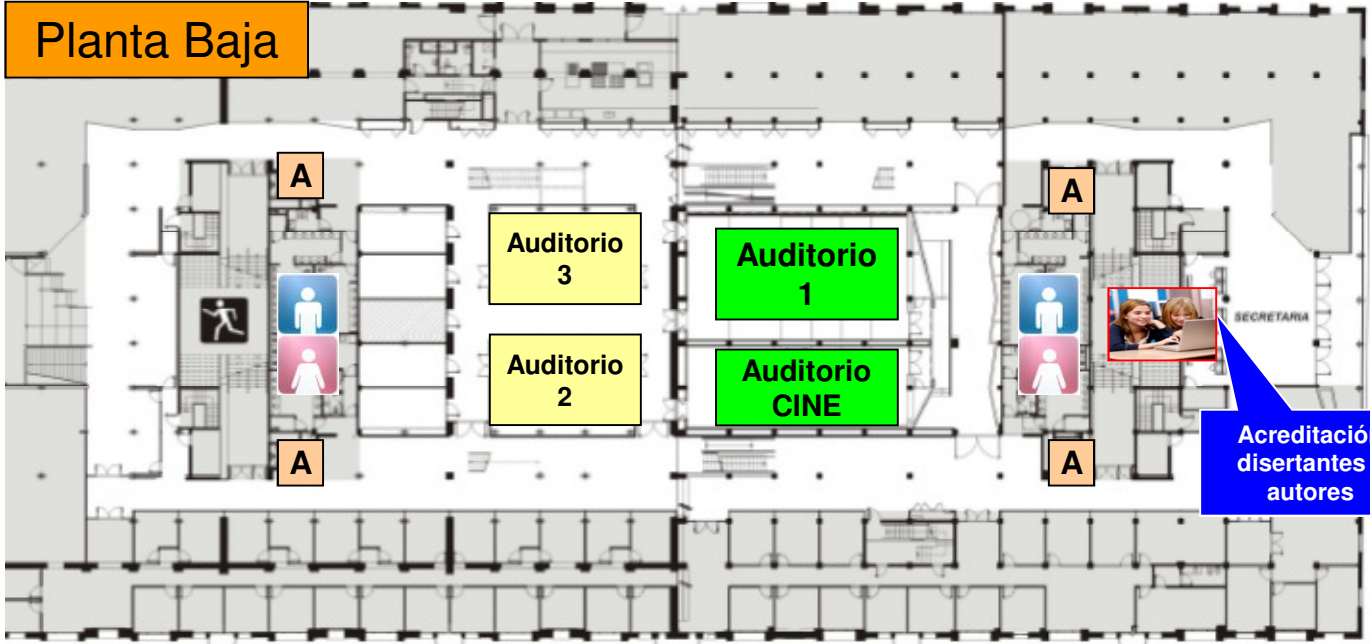 Planta Baja
A
A
Auditorio
3
Auditorio
1
SECRETARIA
Auditorio
2
Auditorio
CINE
A
A
Acreditació
disertantes
autores